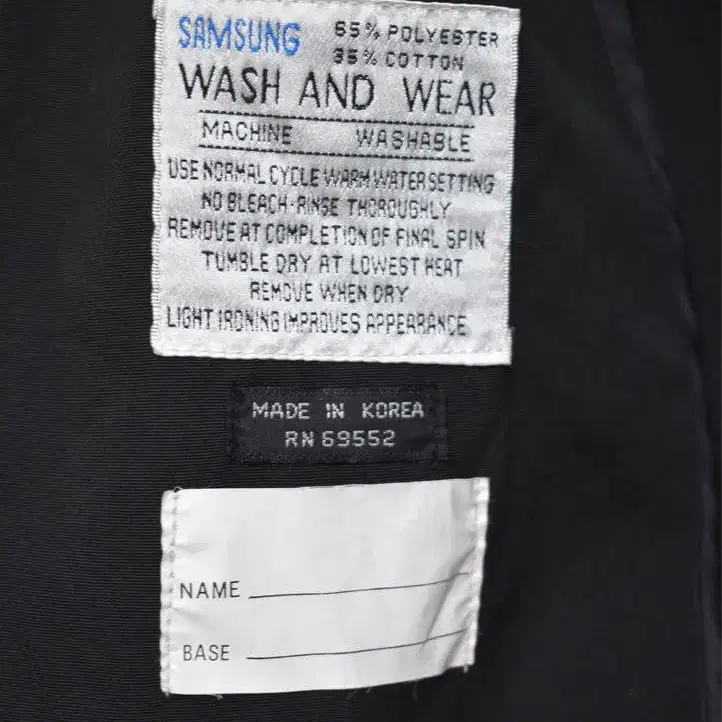 SAMSUNG 65% POLYESTER
35% COTTON
WASH AND WEAR
MACHINE WASHABLE
USE NORMAL CYCLE WARM WATER SETTING
NO BLEACH-RINSE THOROUGHLY
REMOVE AT COMPLETION OF FINAL SPIN
TUMBLE DRY AT LOWEST HEAT
REMOVE WHEN DRY
LIGHT IRONING IMPROVES APPEARANCE
MADE IN KOREA
RN 69552
NAME
BASE